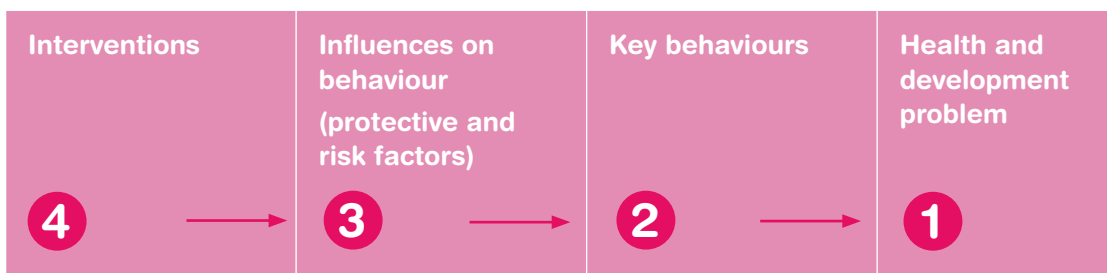 Interventions
4
Influences on
behaviour
(protective and
risk factors)
3
Key behaviours
2
Health and
development
problem
1